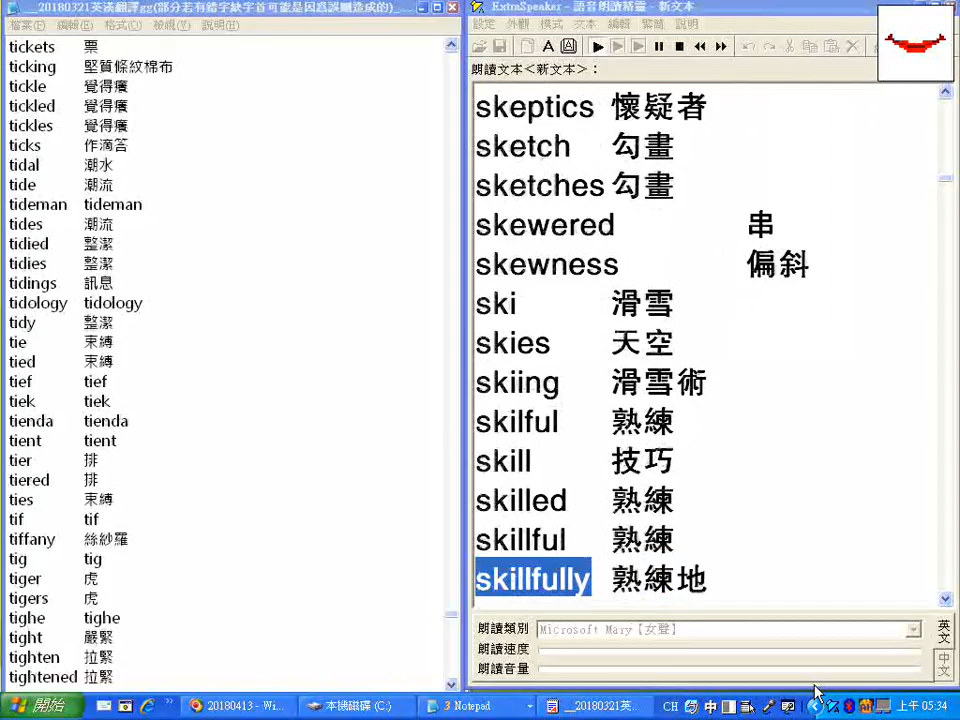 __20180321英漢翻譯gg(部分若有錯字缺字首可能是因為誤刪造成的)_...
檔案(F) 編輯(E) 格式(O) 檢視(V) 說明(H)
tickets 票
ticking 堅質條紋棉布
tickle 覺得癢
tickled 覺得癢
tickles 覺得癢
ticks 作滴答
tidal 潮水
tide 潮流
tideman tideman
tides 潮流
tidied 整潔
tidies 整潔
tidings 訊息
tidology tidology
tidy 整潔
tie 束縛
tied 束縛
tief tief
tiek tiek
tienda tienda
tient tient
tier 排
tiered 排
ties 束縛
tif tif
tiffany 絲紗羅
tig tig
tiger 虎
tigers 虎
tighe tighe
tight 嚴緊
tighten 拉緊
tightened 拉緊
ExtraSpeaker - 語音朗讀精靈 - 新文本
設定 外觀 模式 文本 編輯 繁簡 說明
朗讀文本<新文本>：
skeptics 懷疑者
sketch 勾畫
sketches 勾畫
skewered 串
skewness 偏斜
ski 滑雪
skies 天空
skiing 滑雪術
skilful 熟練
skill 技巧
skilled 熟練
skillful 熟練
skillfully 熟練地
朗讀類別 Microsoft Mary【女聲】
朗讀速度
朗讀音量
英文
中文
開始
20180413 - Wi...
本機磁碟 (C:)
3 Notepad
__20180321英...
CH 中
上午 05:34